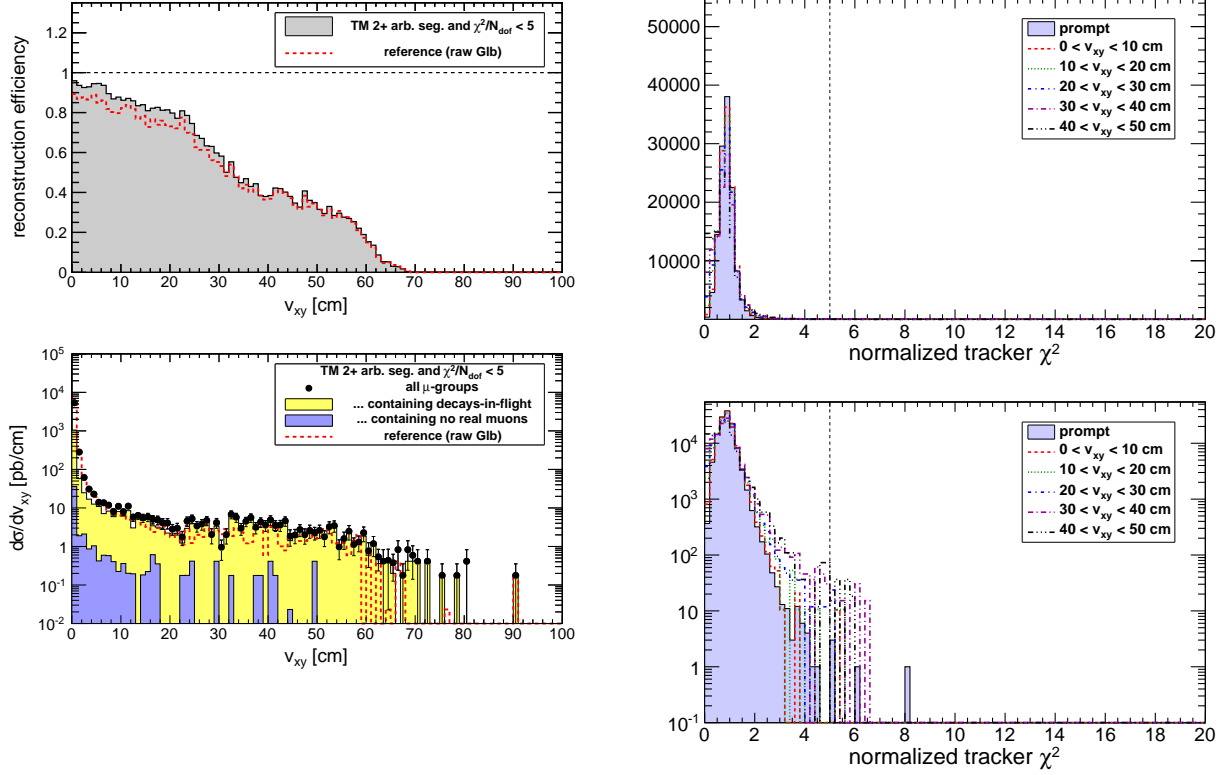 TM 2+ arb. seg. and χ²/N_dof < 5
reference (raw Glb)
reconstruction efficiency
1.2
1
0.8
0.6
0.4
0.2
0
0 10 20 30 40 50 60 70 80 90 100
v_xy [cm]
prompt
0 < v_xy < 10 cm
10 < v_xy < 20 cm
20 < v_xy < 30 cm
30 < v_xy < 40 cm
40 < v_xy < 50 cm
50000
40000
30000
20000
10000
0 2 4 6 8 10 12 14 16 18 20
normalized tracker χ²
TM 2+ arb. seg. and χ²/N_dof < 5
all μ-groups
... containing decays-in-flight
... containing no real muons
reference (raw Glb)
dσ/dv_xy [pb/cm]
10⁵
10⁴
10³
10²
10
1
10⁻¹
10⁻²
0 10 20 30 40 50 60 70 80 90 100
v_xy [cm]
prompt
0 < v_xy < 10 cm
10 < v_xy < 20 cm
20 < v_xy < 30 cm
30 < v_xy < 40 cm
40 < v_xy < 50 cm
10⁴
10³
10²
10
1
10⁻¹
0 2 4 6 8 10 12 14 16 18 20
normalized tracker χ²